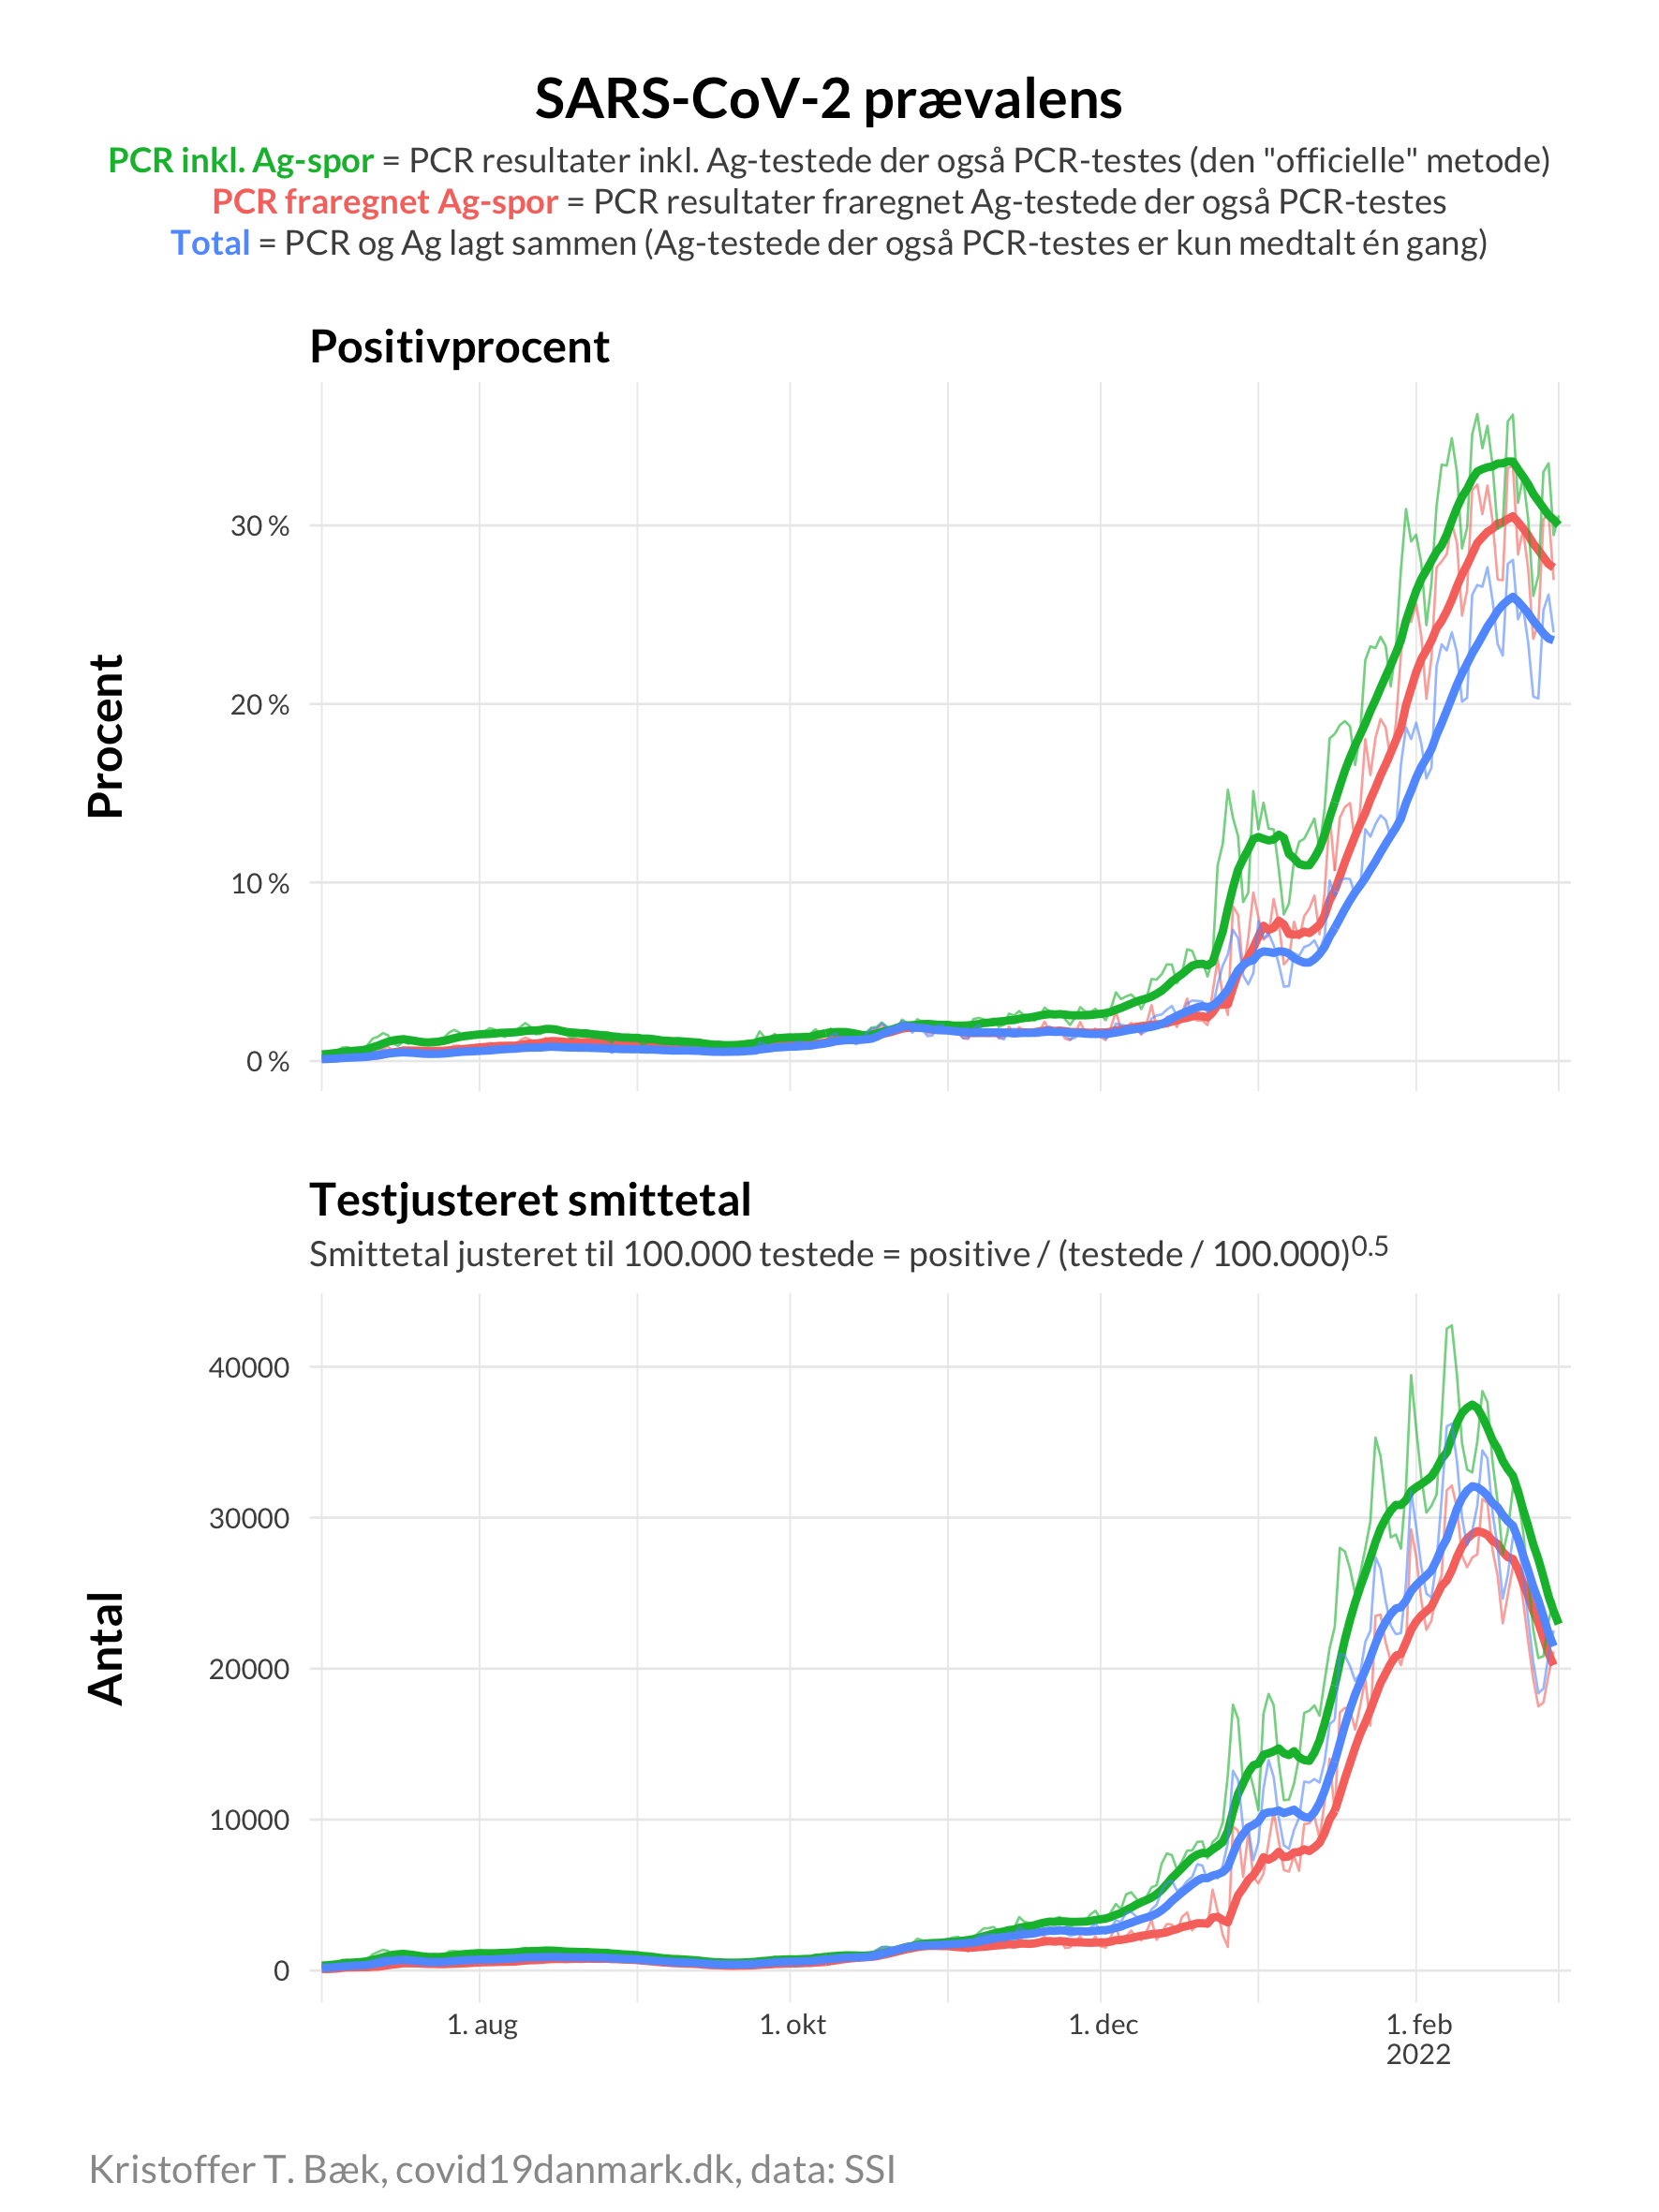 SARS-CoV-2 prævalens
PCR inkl. Ag-spor = PCR resultater inkl. Ag-testede der også PCR-testes (den "officielle" metode)
PCR fraregnet Ag-spor = PCR resultater fraregnet Ag-testede der også PCR-testes
Total = PCR og Ag lagt sammen (Ag-testede der også PCR-testes er kun medtalt én gang)
Positivprocent
Procent
30 %
20 %
10 %
0 %
Testjusteret smittetal
Smittetal justeret til 100.000 testede = positive / (testede / 100.000)^0.5
Antal
40000
30000
20000
10000
0
1. aug 1. okt 1. dec 1. feb
2022
Kristoffer T. Bæk, covid19danmark.dk, data: SSI